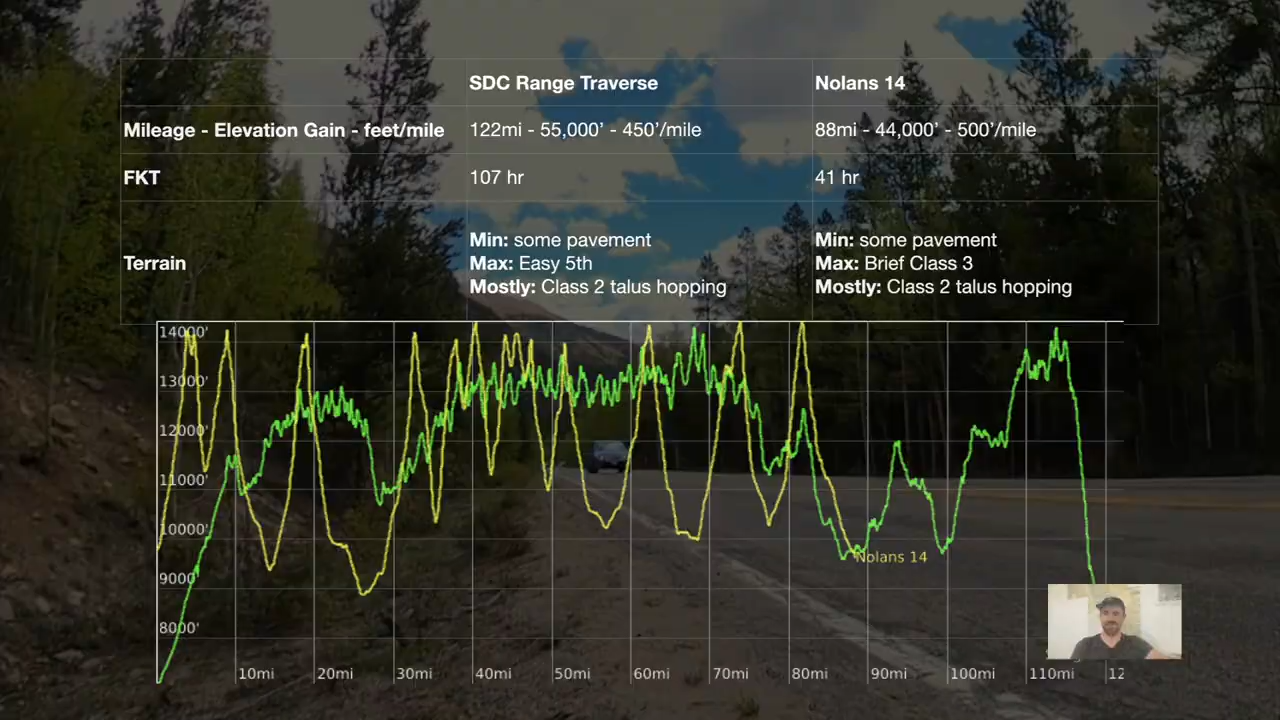 SDC Range Traverse
Nolans 14
Mileage - Elevation Gain - feet/mile
122mi - 55,000' - 450'/mile
88mi - 44,000' - 500'/mile
FKT
107 hr
41 hr
Terrain
Min: some pavement
Max: Easy 5th
Mostly: Class 2 talus hopping
Min: some pavement
Max: Brief Class 3
Mostly: Class 2 talus hopping
14000'
13000'
12000'
11000'
10000'
9000'
8000'
Nolans 14
10mi
20mi
30mi
40mi
50mi
60mi
70mi
80mi
90mi
100mi
110mi
12